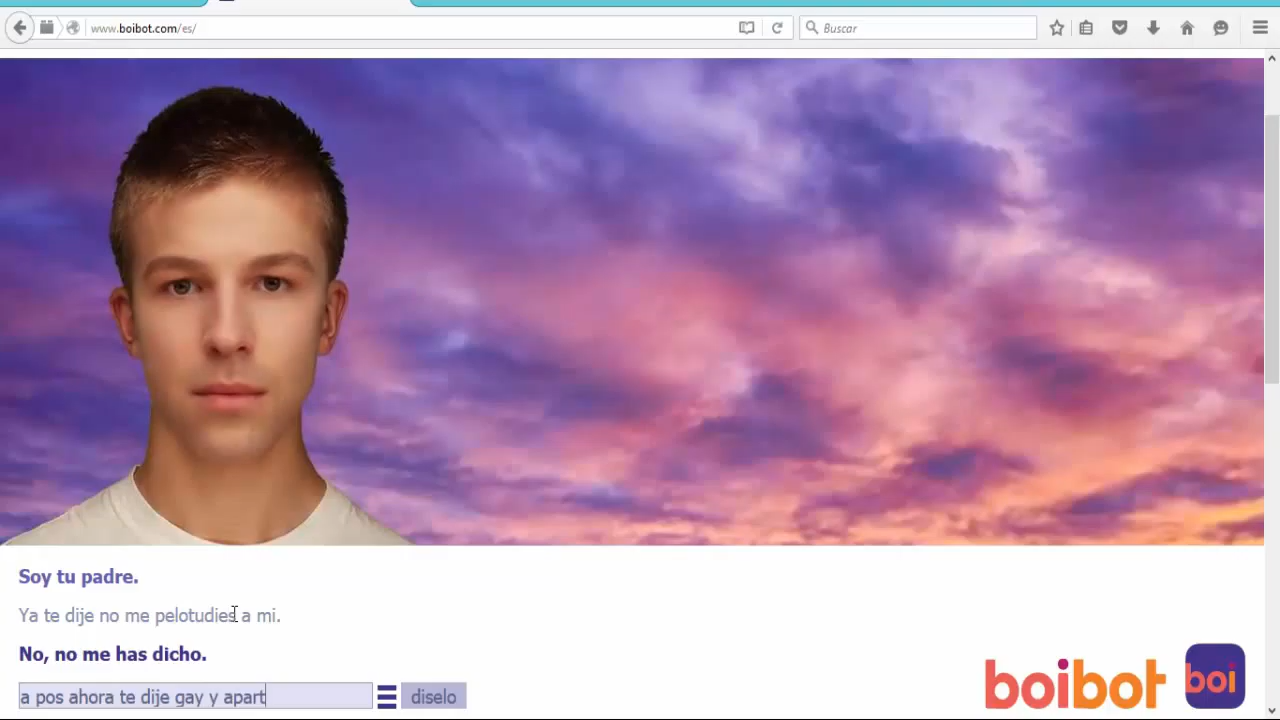 www.boibot.com/es/
Buscar
Soy tu padre.
Ya te dije no me pelotudies a mi.
No, no me has dicho.
a pos ahora te dije gay y apart
diselo
boibot
boi